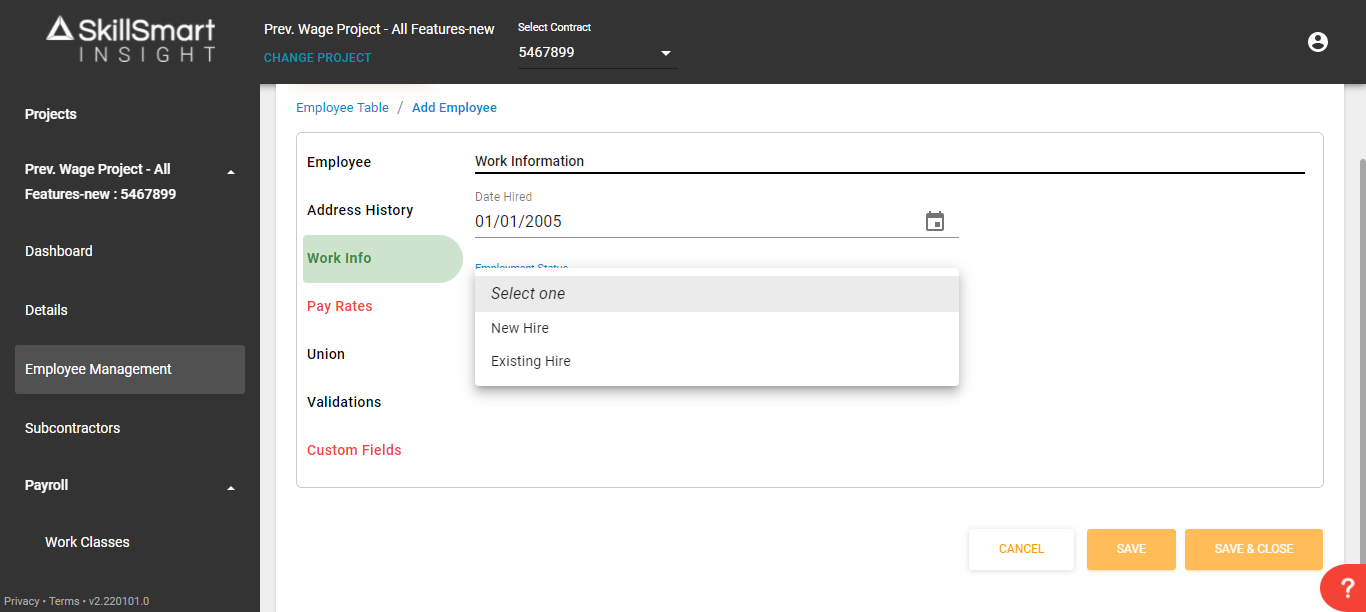 SkillSmart
INSIGHT
Prev. Wage Project - All Features-new
CHANGE PROJECT
Select Contract
5467899
Projects
Prev. Wage Project - All
Features-new : 5467899
Dashboard
Details
Employee Management
Subcontractors
Payroll
Work Classes
Privacy • Terms • v2.220101.0
Employee Table / Add Employee
Employee
Address History
Work Info
Pay Rates
Union
Validations
Custom Fields
Work Information
Date Hired
01/01/2005
Employment Status
Select one
New Hire
Existing Hire
CANCEL
SAVE
SAVE & CLOSE
?